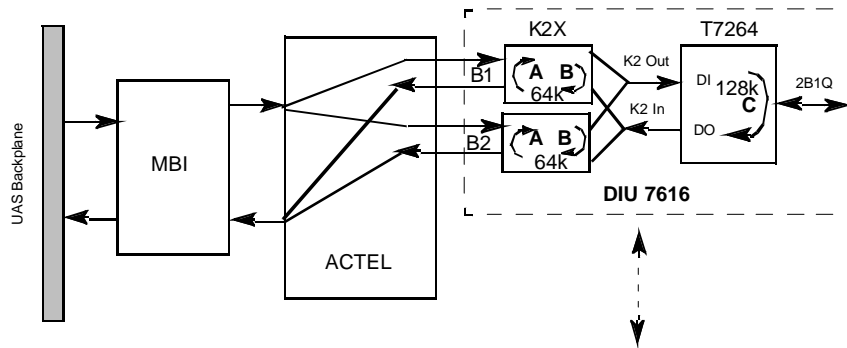 K2X
T7264
UAS Backplane
MBI
ACTEL
B1
A B
64k
B2
A B
64k
K2 Out
K2 In
DI
128k
C
DO
2B1Q
DIU 7616